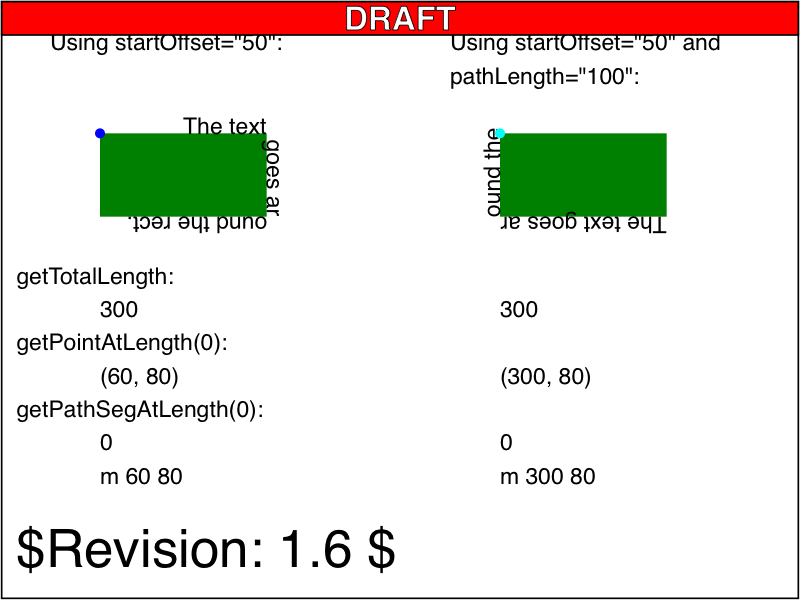 DRAFT
Using startOffset="50":
Using startOffset="50" and
pathLength="100":
The text
goes ar
ound the rect.
The text goes ar
ound the
getTotalLength:
300 300
getPointAtLength(0):
(60, 80) (300, 80)
getPathSegAtLength(0):
0 0
m 60 80 m 300 80
$Revision: 1.6 $